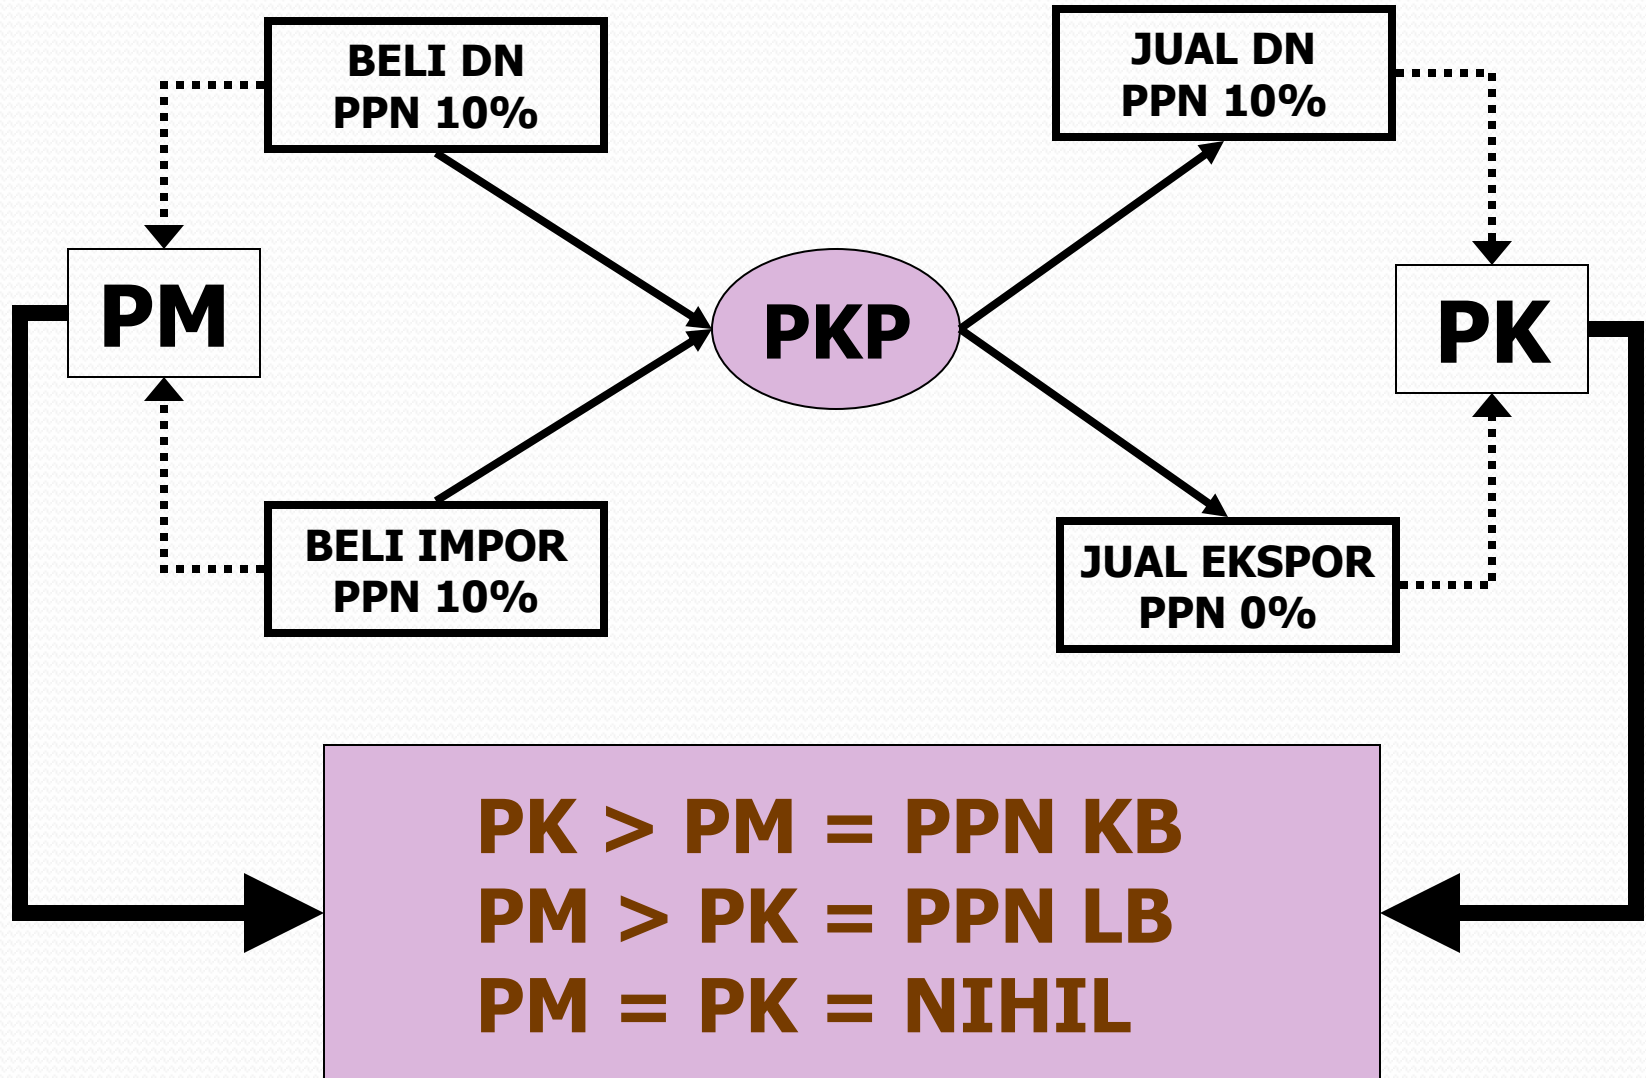 BELI DN
PPN 10%
JUAL DN
PPN 10%
PM
PKP
PK
BELI IMPOR
PPN 10%
JUAL EKSPOR
PPN 0%
PK > PM = PPN KB
PM > PK = PPN LB
PM = PK = NIHIL